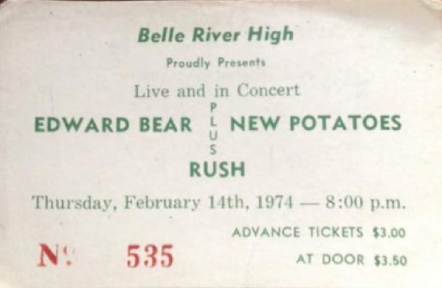 Belle River High
Proudly Presents
Live and in Concert
EDWARD BEAR PLUS NEW POTATOES
RUSH
Thursday, February 14th, 1974 — 8:00 p.m.
ADVANCE TICKETS $3.00
Nº 535
AT DOOR $3.50